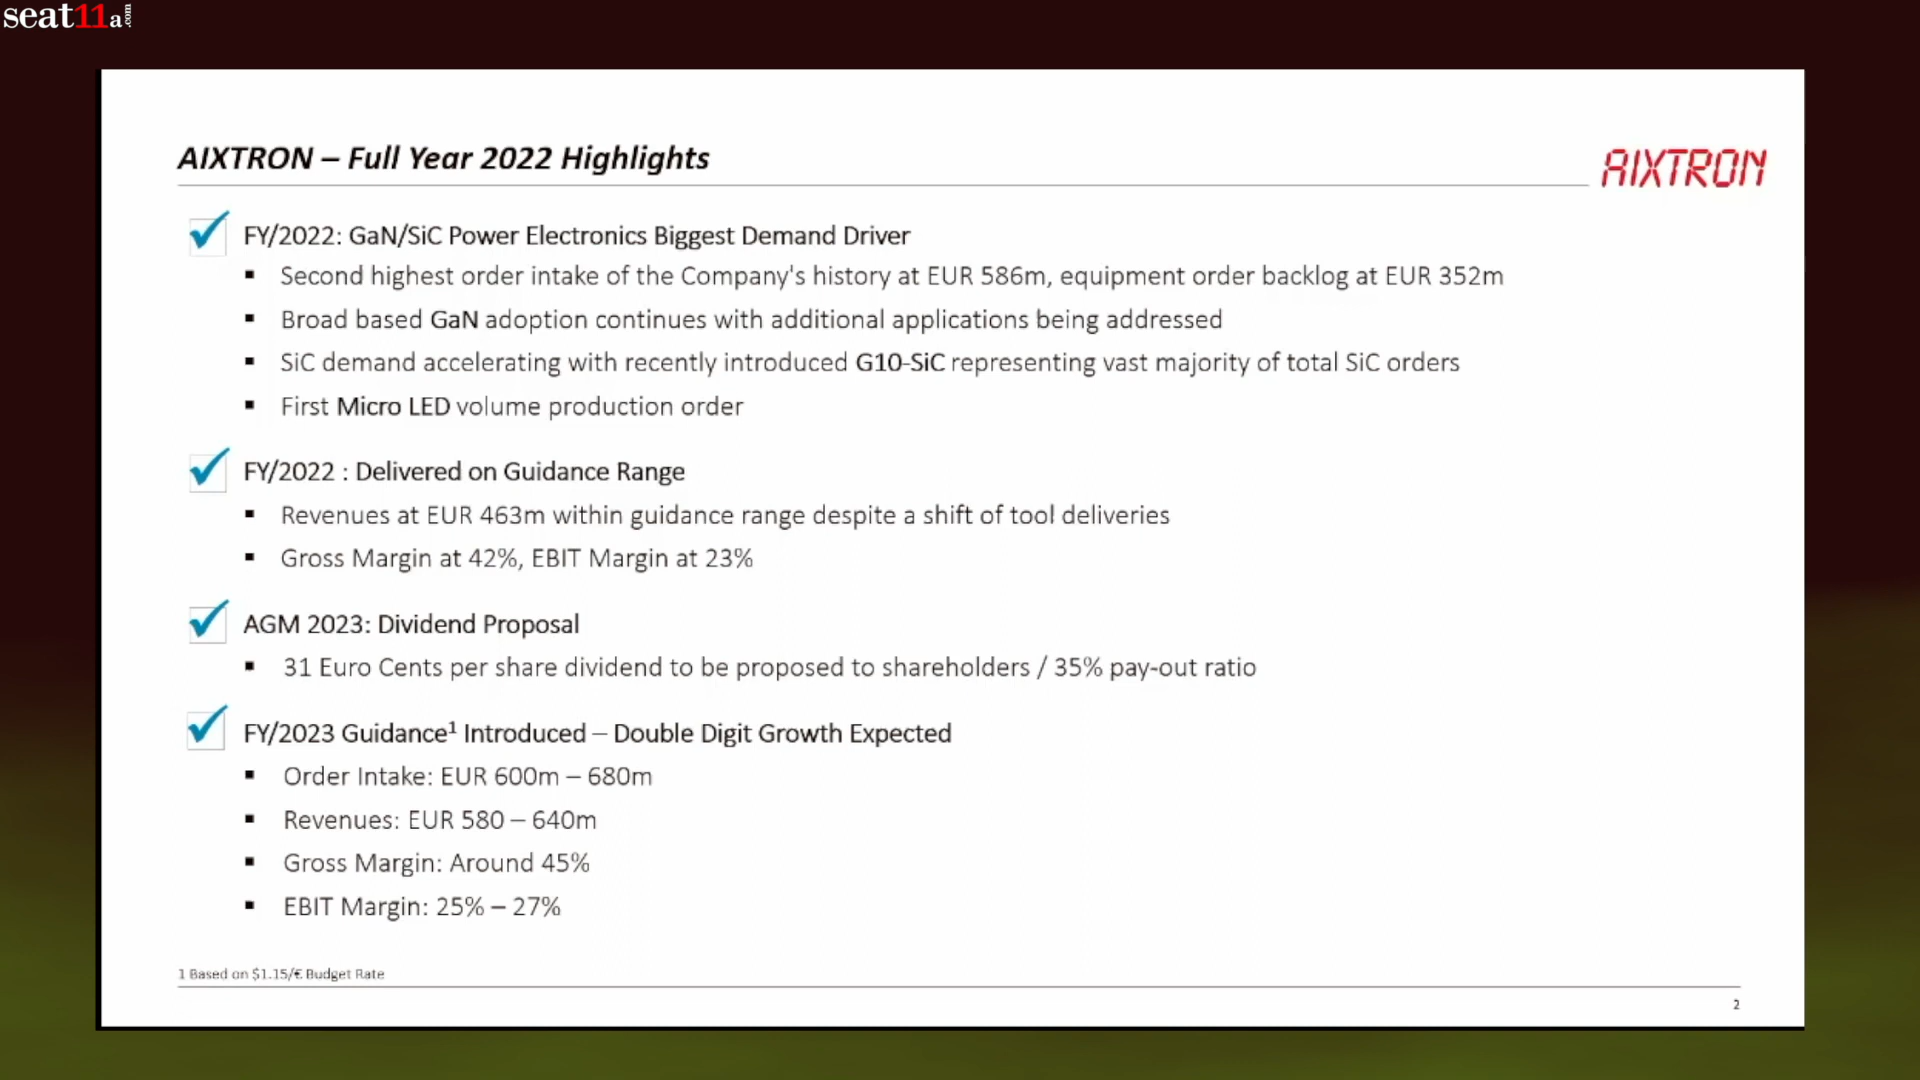 seat11a.com
AIXTRON – Full Year 2022 Highlights
AIXTRON
FY/2022: GaN/SiC Power Electronics Biggest Demand Driver
▪ Second highest order intake of the Company's history at EUR 586m, equipment order backlog at EUR 352m
▪ Broad based GaN adoption continues with additional applications being addressed
▪ SiC demand accelerating with recently introduced G10-SiC representing vast majority of total SiC orders
▪ First Micro LED volume production order
FY/2022 : Delivered on Guidance Range
▪ Revenues at EUR 463m within guidance range despite a shift of tool deliveries
▪ Gross Margin at 42%, EBIT Margin at 23%
AGM 2023: Dividend Proposal
▪ 31 Euro Cents per share dividend to be proposed to shareholders / 35% pay-out ratio
FY/2023 Guidance¹ Introduced – Double Digit Growth Expected
▪ Order Intake: EUR 600m – 680m
▪ Revenues: EUR 580 – 640m
▪ Gross Margin: Around 45%
▪ EBIT Margin: 25% – 27%
1 Based on $1.15/€ Budget Rate
2